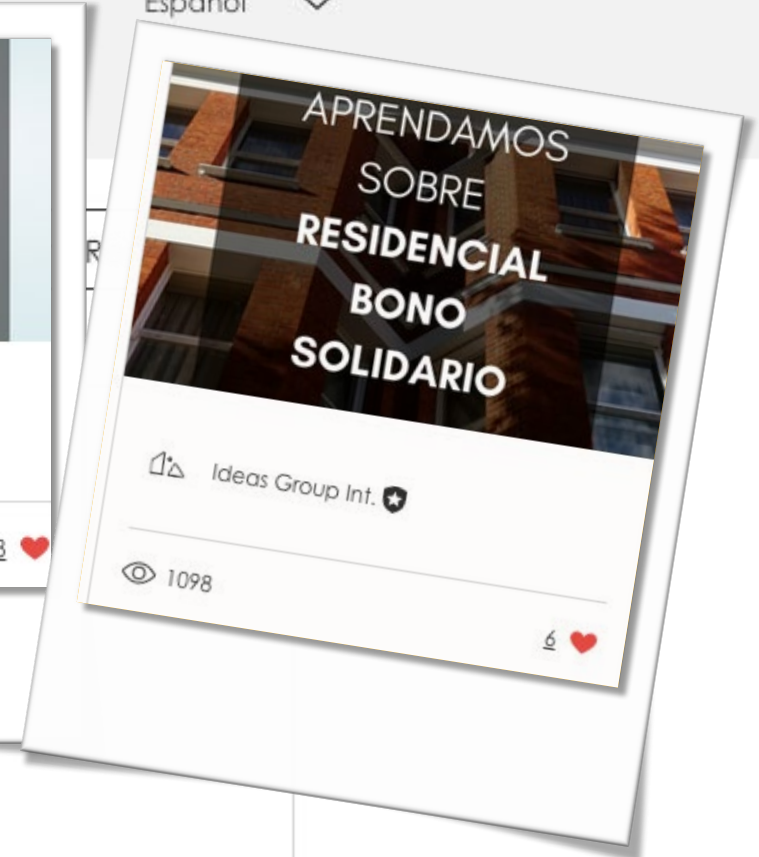 Español
APRENDAMOS
SOBRE
RESIDENCIAL
BONO
SOLIDARIO
Ideas Group Int.
1098
6